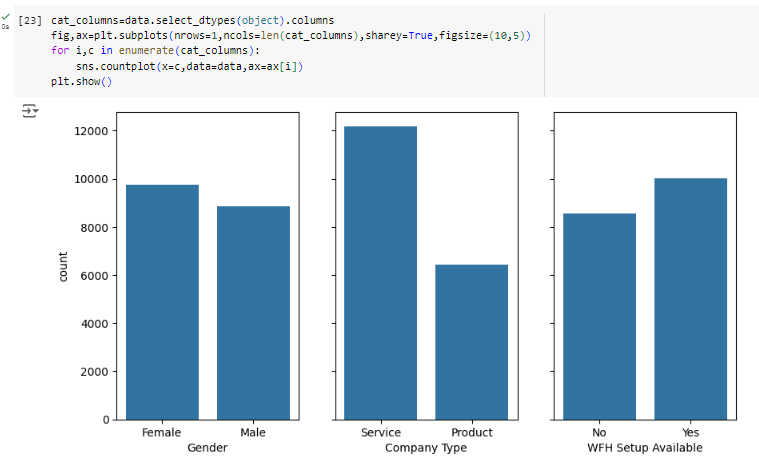 [23] cat_columns=data.select_dtypes(object).columns
fig,ax=plt.subplots(nrows=1,ncols=len(cat_columns),sharey=True,figsize=(10,5))
for i,c in enumerate(cat_columns):
sns.countplot(x=c,data=data,ax=ax[i])
plt.show()
0s
12000
10000
8000
6000
4000
2000
0
count
Female Male
Gender
Service Product
Company Type
No Yes
WFH Setup Available